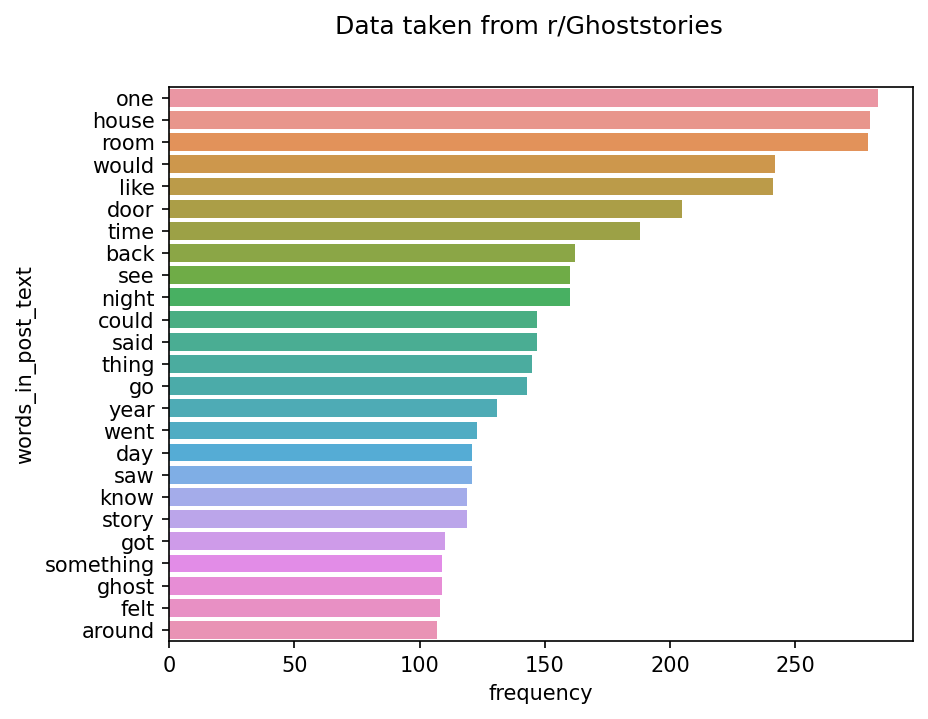 Data taken from r/Ghoststories
one
house
room
would
like
door
time
back
see
night
could
said
thing
go
year
went
day
saw
know
story
got
something
ghost
felt
around
words_in_post_text
0 50 100 150 200 250
frequency